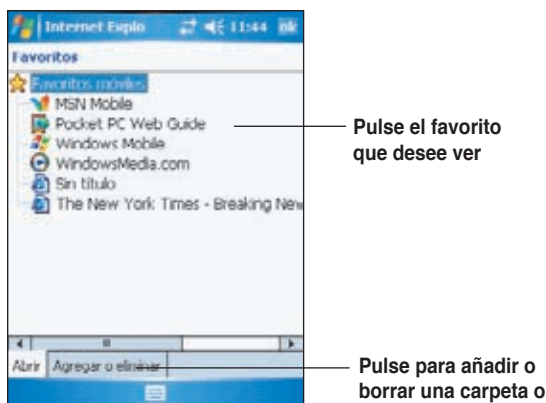 Internet Explo 11:44 ok
Favoritos
Favoritos móviles
MSN Mobile
Pocket PC Web Guide
Windows Mobile
WindowsMedia.com
Sin título
The New York Times - Breaking New
Abrir Agregar o eliminar
Pulse el favorito
que desee ver
Pulse para añadir o
borrar una carpeta o